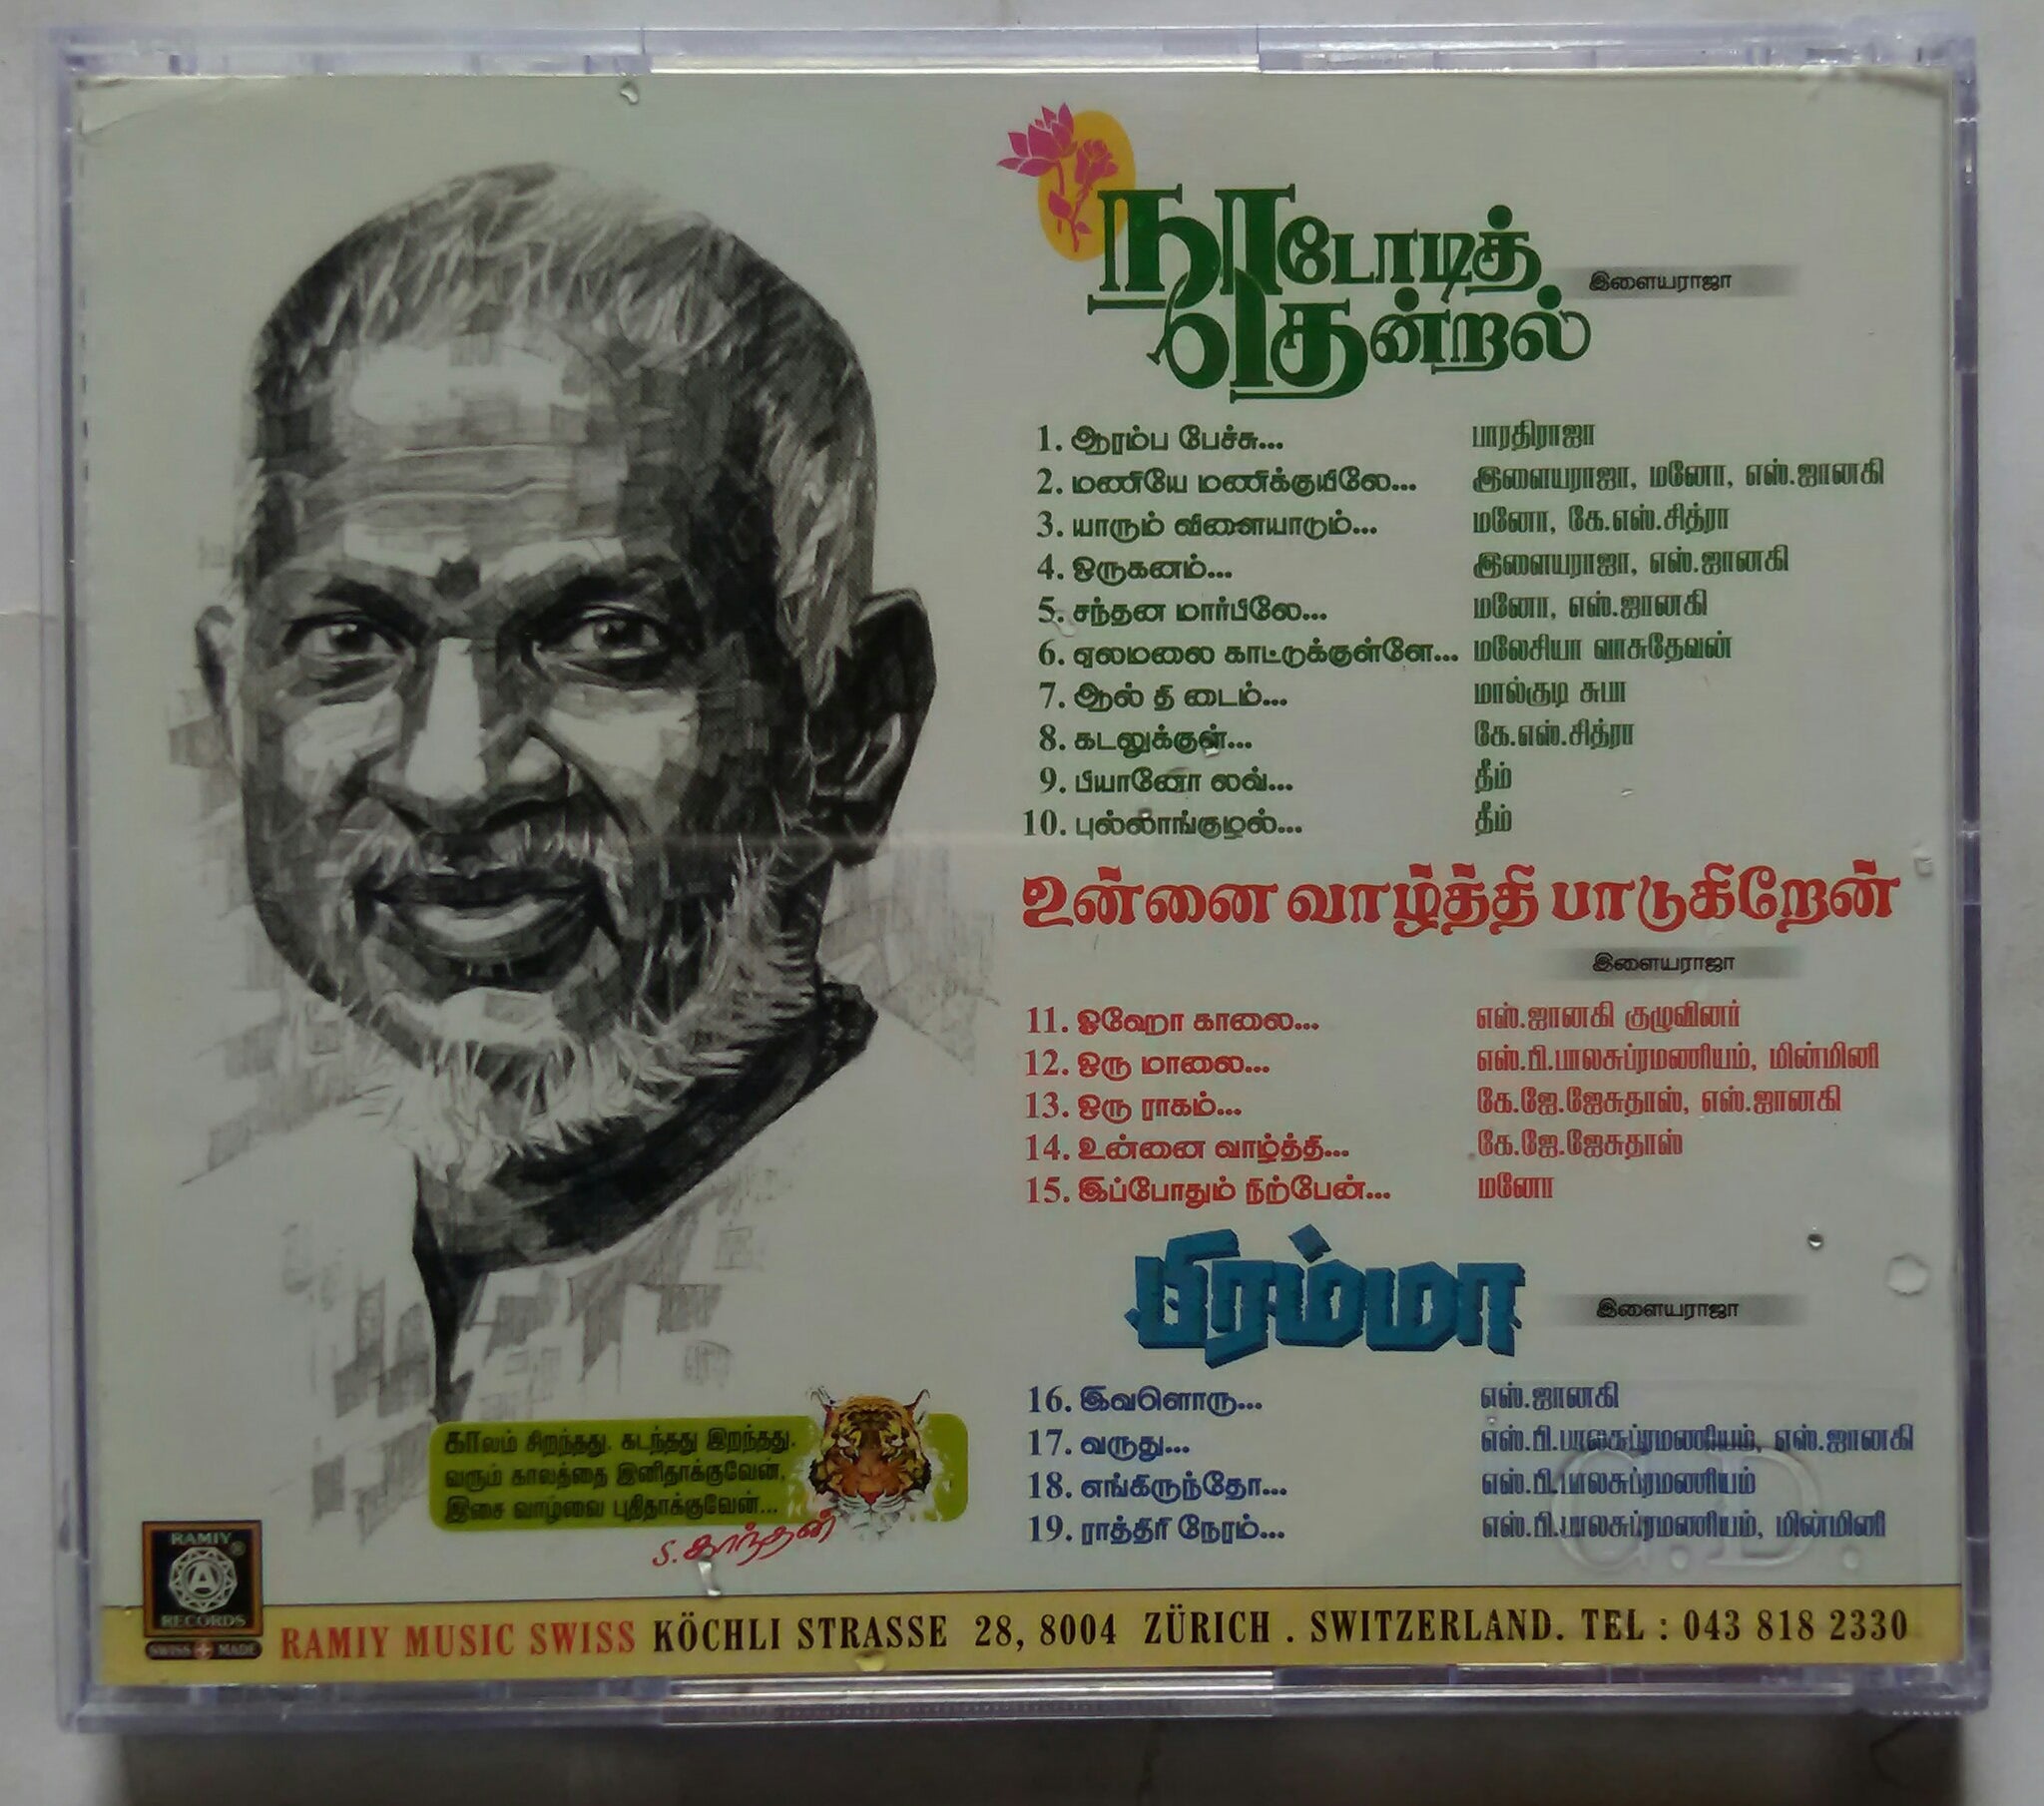 நாடோடித்
தென்றல்
இளையராஜா
1. ஆரம்ப பேச்சு... பாரதிராஜா
2. மணியே மணிக்குயிலே... இளையராஜா, மனோ, எஸ்.ஜானகி
3. யாரும் விளையாடும்... மனோ, கே.எஸ்.சித்ரா
4. ஒருகனம்... இளையராஜா, எஸ்.ஜானகி
5. சந்தன மார்பிலே... மனோ, எஸ்.ஜானகி
6. ஏலமலை காட்டுக்குள்ளே... மலேசியா வாசுதேவன்
7. ஆல் தி டைம்... மால்குடி சுபா
8. கடலுக்குள்... கே.எஸ்.சித்ரா
9. பியானோ லவ்... தீம்
10. புல்லாங்குழல்... தீம்
உன்னை வாழ்த்தி பாடுகிறேன்
இளையராஜா
11. ஓஹோ காலை... எஸ்.ஜானகி குழுவினர்
12. ஒரு மாலை... எஸ்.பி.பாலசுப்ரமணியம், மின்மினி
13. ஒரு ராகம்... கே.ஜே.ஜேசுதாஸ், எஸ்.ஜானகி
14. உன்னை வாழ்த்தி... கே.ஜே.ஜேசுதாஸ்
15. இப்போதும் நிற்பேன்... மனோ
பிரம்மா
இளையராஜா
16. இவளொரு... எஸ்.ஜானகி
17. வருது... எஸ்.பி.பாலசுப்ரமணியம், எஸ்.ஜானகி
18. எங்கிருந்தோ... எஸ்.பி.பாலசுப்ரமணியம்
19. ராத்திரி நேரம்... எஸ்.பி.பாலசுப்ரமணியம், மின்மினி
C.D.
காலம் சிறந்தது. கடந்தது இறந்தது.
வரும் காலத்தை இனிதாக்குவேன்,
இசை வாழ்வை புதிதாக்குவேன்...
S. காந்தன்
RAMIY ®
A
RECORDS
SWISS MADE
RAMIY MUSIC SWISS KÖCHLI STRASSE 28, 8004 ZÜRICH . SWITZERLAND. TEL : 043 818 2330